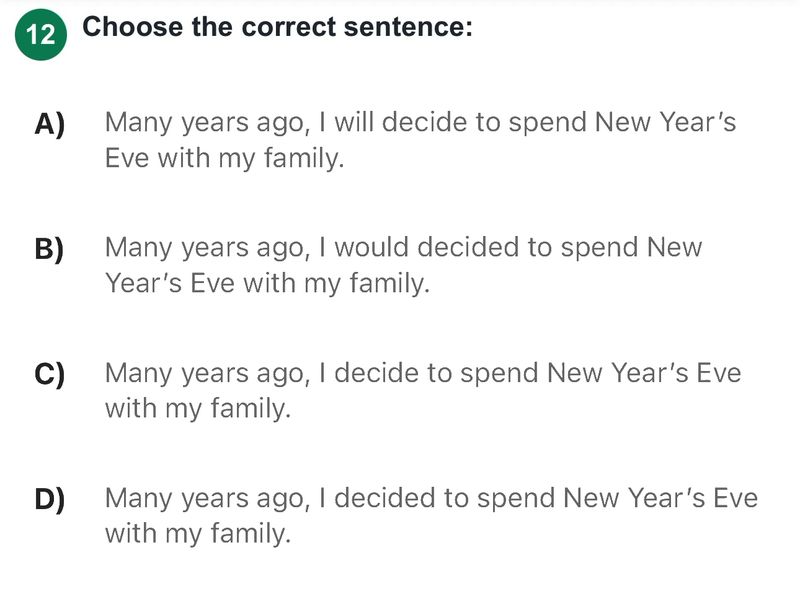 12 Choose the correct sentence:
A) Many years ago, I will decide to spend New Year's
Eve with my family.
B) Many years ago, I would decided to spend New
Year's Eve with my family.
C) Many years ago, I decide to spend New Year's Eve
with my family.
D) Many years ago, I decided to spend New Year's Eve
with my family.